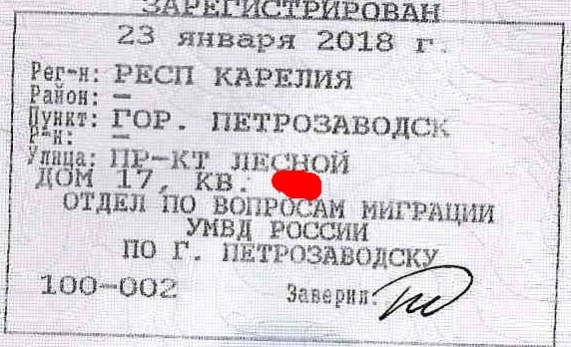 ЗАРЕГИСТРИРОВАН
23 января 2018 г.
Рег-н: РЕСП КАРЕЛИЯ
Район: —
Пункт: ГОР. ПЕТРОЗАВОДСК
Р-н: —
Улица: ПР-КТ ЛЕСНОЙ
ДОМ 17, КВ.
ОТДЕЛ ПО ВОПРОСАМ МИГРАЦИИ
УМВД РОССИИ
ПО Г. ПЕТРОЗАВОДСКУ
100-002 Заверил: